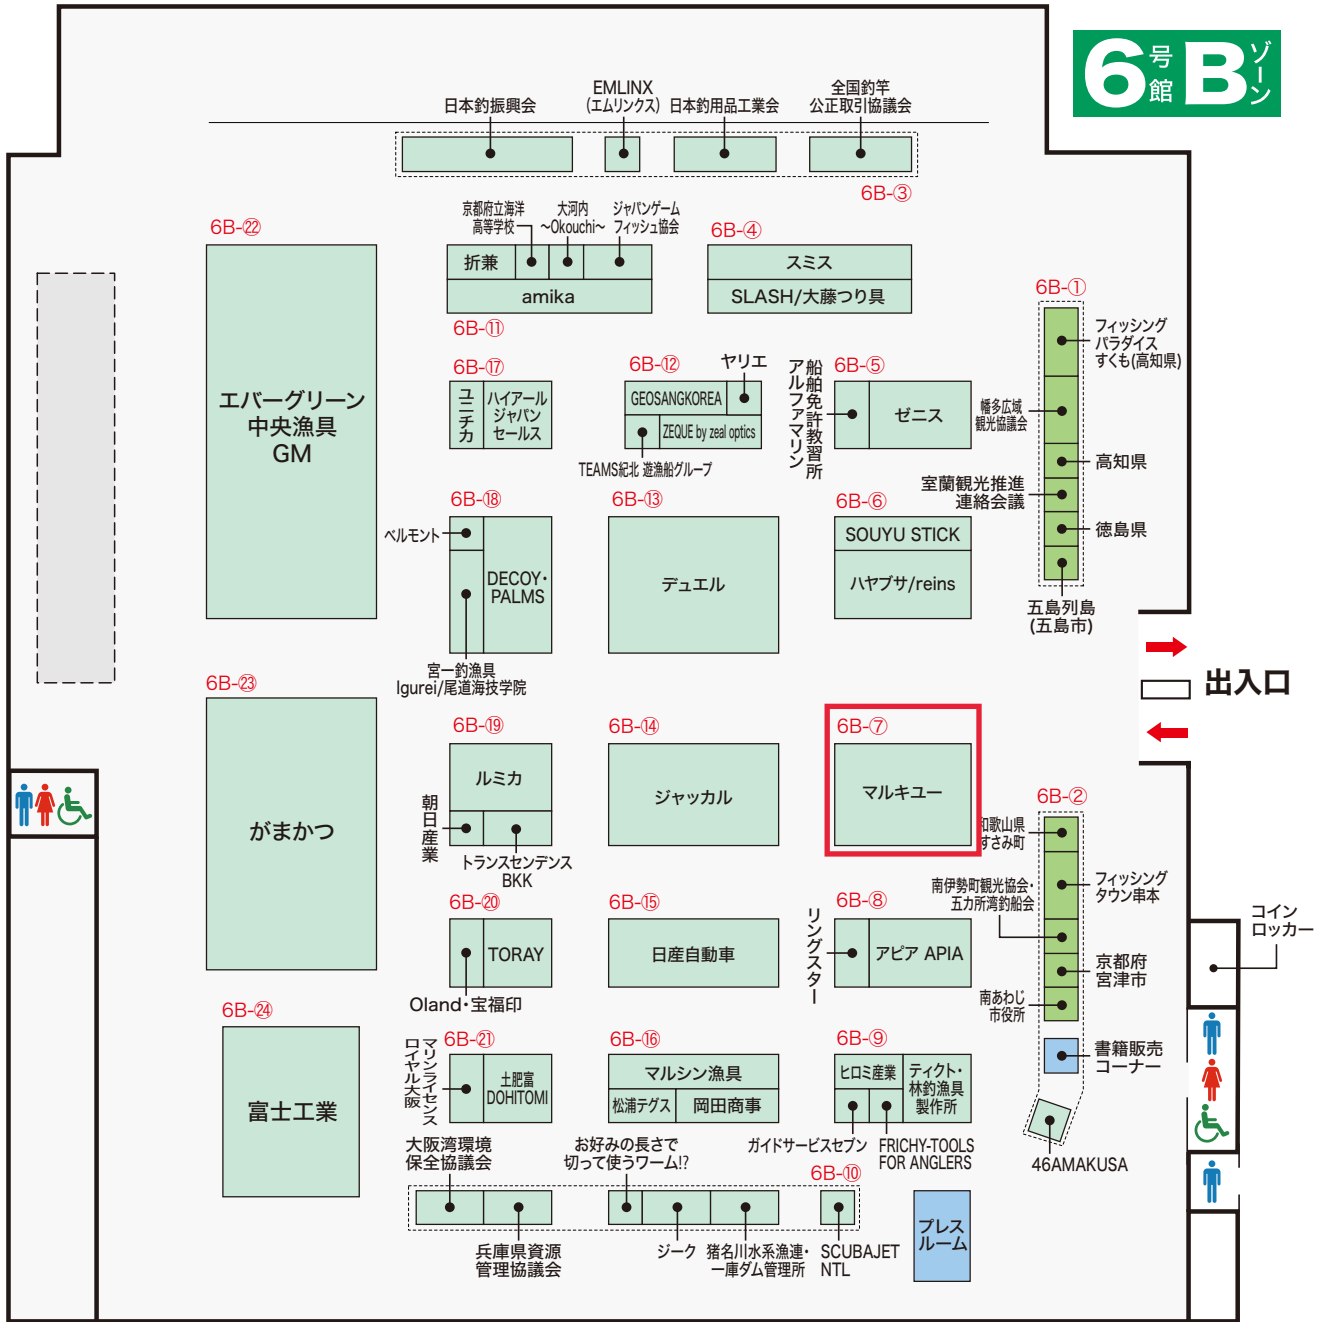 6号館 Bゾーン
日本釣振興会
EMLINX
(エムリンクス)
日本釣用品工業会
全国釣竿
公正取引協議会
6B-③
6B-㉒
エバーグリーン
中央漁具
GM
京都府立海洋
高等学校
大河内
~Okouchi~
ジャパンゲーム
フィッシュ協会
折兼
amika
6B-⑪
6B-④
スミス
SLASH/大藤つり具
6B-①
フィッシング
パラダイス
すくも(高知県)
幡多広域
観光協議会
高知県
室蘭観光推進
連絡会議
徳島県
五島列島
(五島市)
6B-⑰
ユニチカ
ハイアール
ジャパン
セールス
6B-⑫
ヤリエ
GEOSANGKOREA
ZEQUE by zeal optics
TEAMS紀北 遊漁船グループ
船舶免許教習所
アルファマリン
6B-⑤
ゼニス
6B-⑱
ベルモント
DECOY・
PALMS
宮一釣漁具
Igurei/尾道海技学院
6B-⑬
デュエル
6B-⑥
SOUYU STICK
ハヤブサ/reins
出入口
6B-㉓
がまかつ
6B-⑲
ルミカ
朝日産業
トランスセンデンス
BKK
6B-⑭
ジャッカル
6B-⑦
マルキユー
6B-②
和歌山県
すさみ町
フィッシング
タウン串本
南伊勢町観光協会・
五カ所湾釣船会
京都府
宮津市
南あわじ
市役所
書籍販売
コーナー
46AMAKUSA
コイン
ロッカー
6B-⑳
TORAY
Oland・宝福印
6B-⑮
日産自動車
6B-⑧
リングスター
アピア APIA
6B-㉔
富士工業
6B-㉑
マリンライセンス
ロイヤル大阪
土肥富
DOHITOMI
6B-⑯
マルシン漁具
松浦テグス
岡田商事
6B-⑨
ヒロミ産業
ティクト・
林釣漁具
製作所
ガイドサービスセブン
FRICHY-TOOLS
FOR ANGLERS
大阪湾環境
保全協議会
お好みの長さで
切って使うワーム!?
6B-⑩
兵庫県資源
管理協議会
ジーク
猪名川水系漁連・
一庫ダム管理所
SCUBAJET
NTL
プレス
ルーム